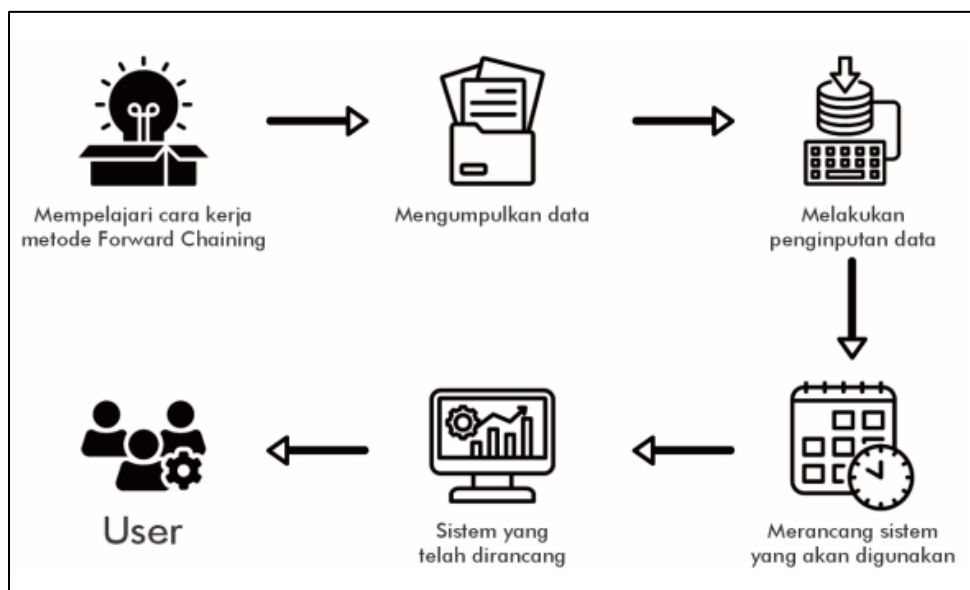 Mempelajari cara kerja
metode Forward Chaining
Mengumpulkan data
Melakukan
penginputan data
User
Sistem yang
telah dirancang
Merancang sistem
yang akan digunakan